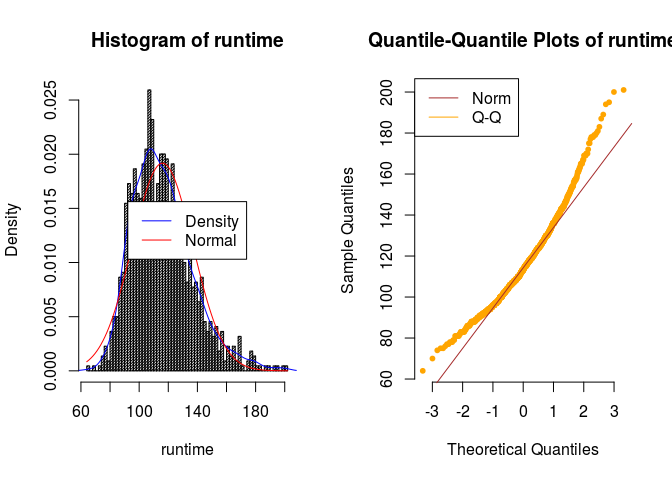 Histogram of runtime
Density
0.000 0.005 0.010 0.015 0.020 0.025
Density
Normal
60 100 140 180
runtime
Quantile-Quantile Plots of runtime
Sample Quantiles
60 80 100 120 140 160 180 200
Norm
Q-Q
-3 -2 -1 0 1 2 3
Theoretical Quantiles